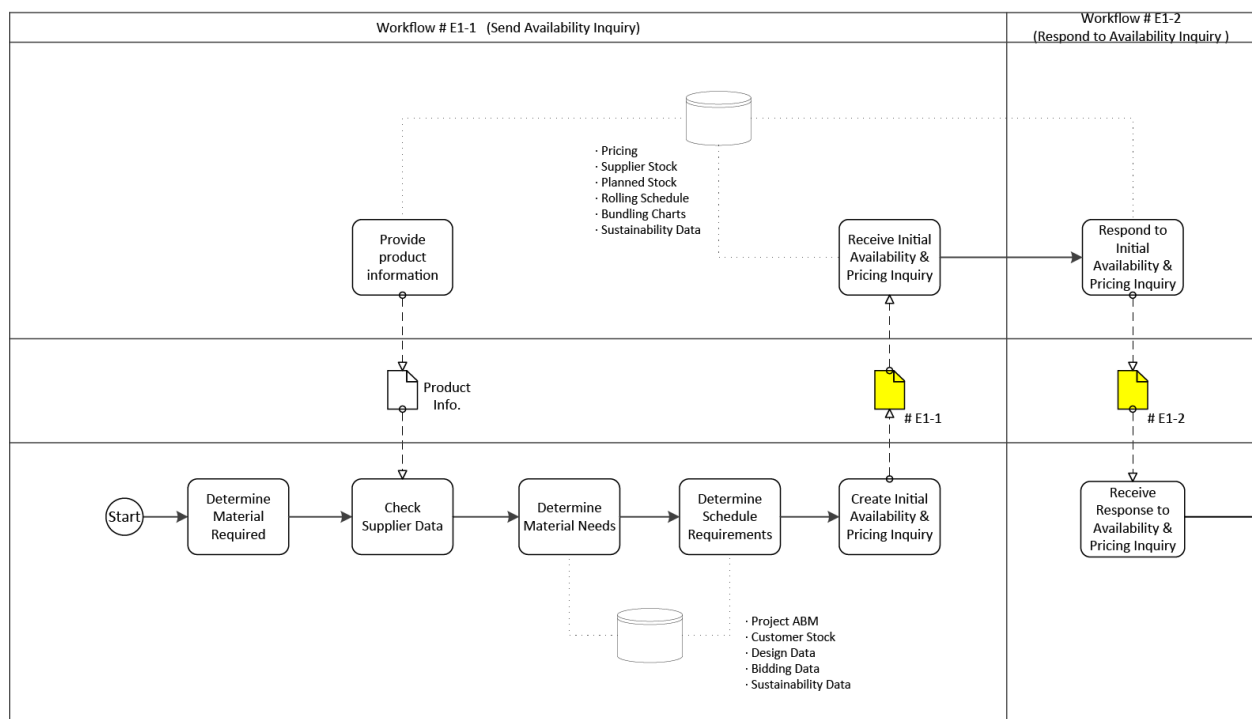 Workflow # E1-1 (Send Availability Inquiry)
Workflow # E1-2
(Respond to Availability Inquiry )
· Pricing
· Supplier Stock
· Planned Stock
· Rolling Schedule
· Bundling Charts
· Sustainability Data
Provide
product
information
Receive Initial
Availability &
Pricing Inquiry
Respond to
Initial
Availability &
Pricing Inquiry
Product
Info.
# E1-1
# E1-2
Start
Determine
Material
Required
Check
Supplier Data
Determine
Material Needs
Determine
Schedule
Requirements
Create Initial
Availability &
Pricing Inquiry
Receive
Response to
Availability &
Pricing Inquiry
· Project ABM
· Customer Stock
· Design Data
· Bidding Data
· Sustainability Data